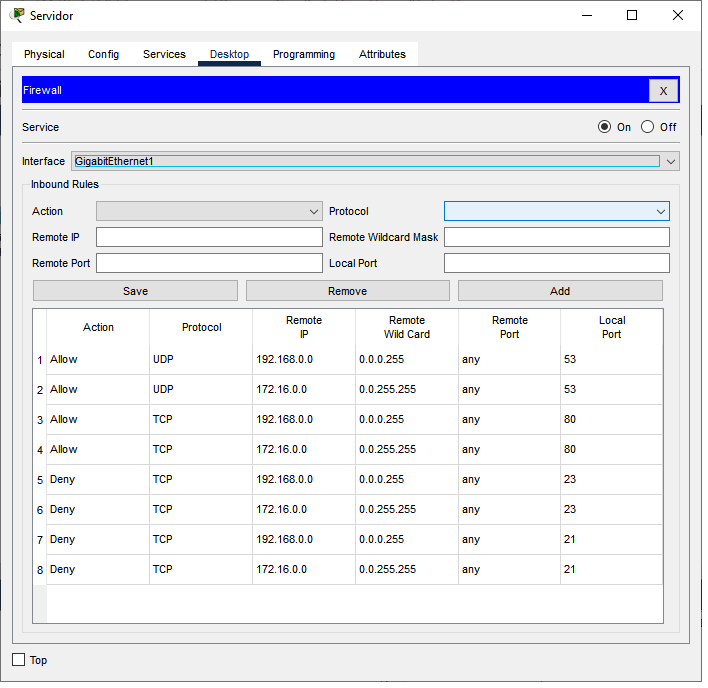 Servidor
Physical Config Services Desktop Programming Attributes
Firewall X
Service On Off
Interface GigabitEthernet1
Inbound Rules
Action Protocol
Remote IP Remote Wildcard Mask
Remote Port Local Port
Save Remove Add
Action Protocol Remote IP Remote Wild Card Remote Port Local Port
1 Allow UDP 192.168.0.0 0.0.0.255 any 53
2 Allow UDP 172.16.0.0 0.0.255.255 any 53
3 Allow TCP 192.168.0.0 0.0.0.255 any 80
4 Allow TCP 172.16.0.0 0.0.255.255 any 80
5 Deny TCP 192.168.0.0 0.0.0.255 any 23
6 Deny TCP 172.16.0.0 0.0.255.255 any 23
7 Deny TCP 192.168.0.0 0.0.0.255 any 21
8 Deny TCP 172.16.0.0 0.0.255.255 any 21
Top